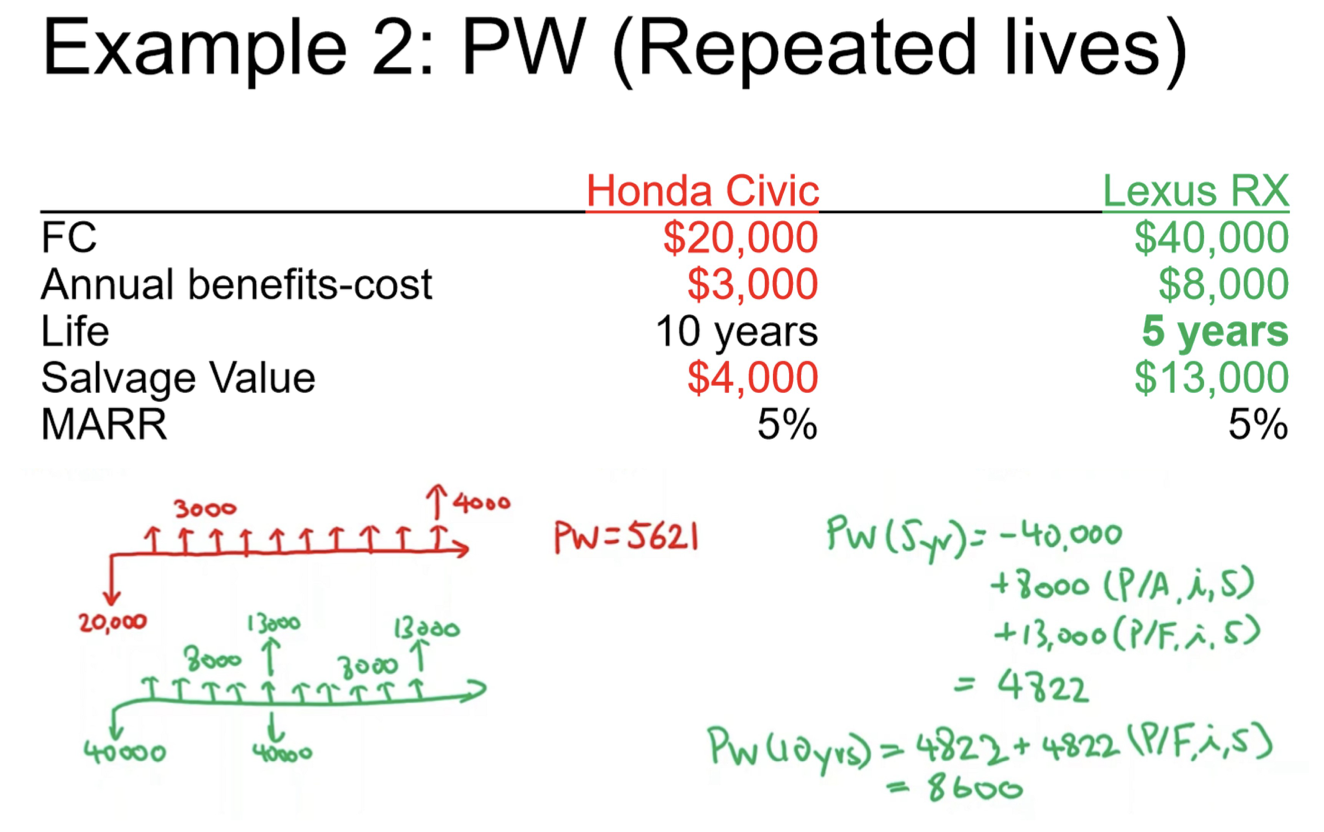 Example 2: PW (Repeated lives)
Honda Civic Lexus RX
FC $20,000 $40,000
Annual benefits-cost $3,000 $8,000
Life 10 years 5 years
Salvage Value $4,000 $13,000
MARR 5% 5%
3000
4000
20,000
PW=5621
13000
13000
8000
8000
40000
40000
PW(5yr)= -40,000
+8000 (P/A, i, 5)
+13,000 (P/F, i, 5)
= 4822
PW(10yrs) = 4822 + 4822 (P/F, i, 5)
= 8600